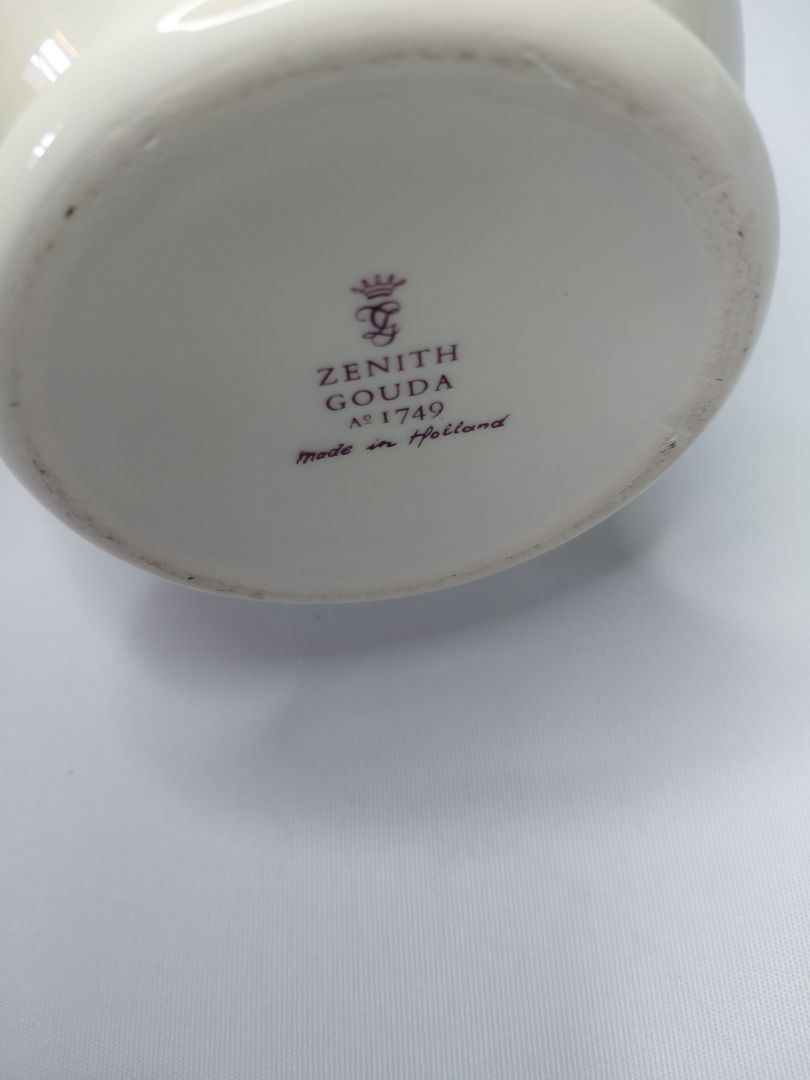 ZENITH
GOUDA
Aº 1749
made in Holland